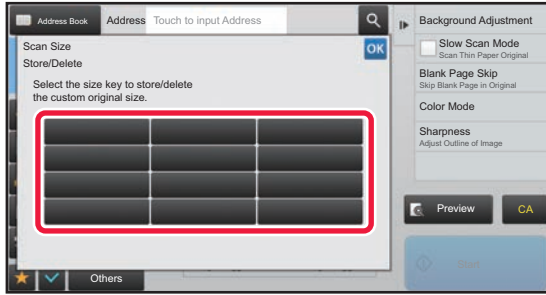 Address Book
Address
Touch to input Address
Scan Size
OK
Store/Delete
Select the size key to store/delete
the custom original size.
Others
Background Adjustment
Slow Scan Mode
Scan Thin Paper Original
Blank Page Skip
Skip Blank Page in Original
Color Mode
Sharpness
Adjust Outline of Image
Preview
CA